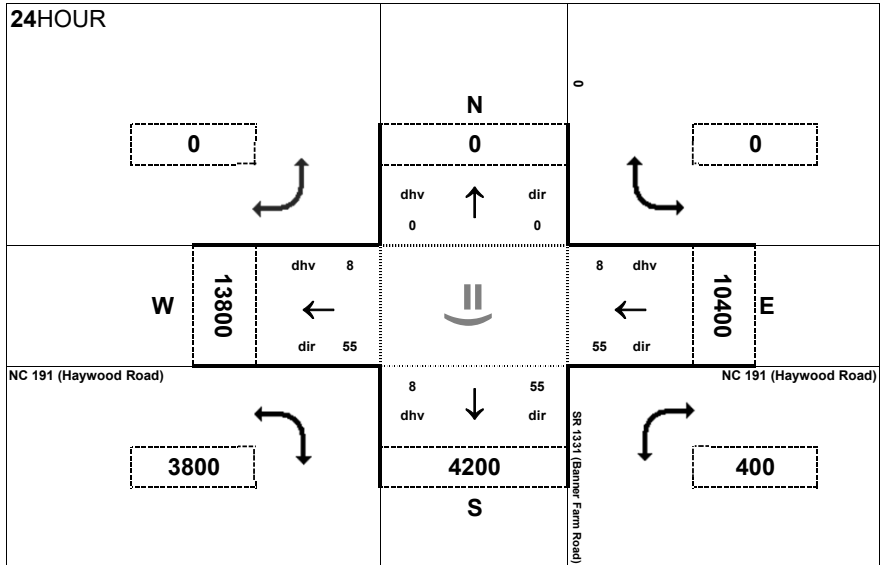 24HOUR
0
N
0
0
0
dhv
dir
0
0
dhv 8
8 dhv
W
13800
10400
E
dir 55
55 dir
NC 191 (Haywood Road)
NC 191 (Haywood Road)
8
55
dhv
dir
SR 1331 (Banner Farm Road)
3800
4200
400
S